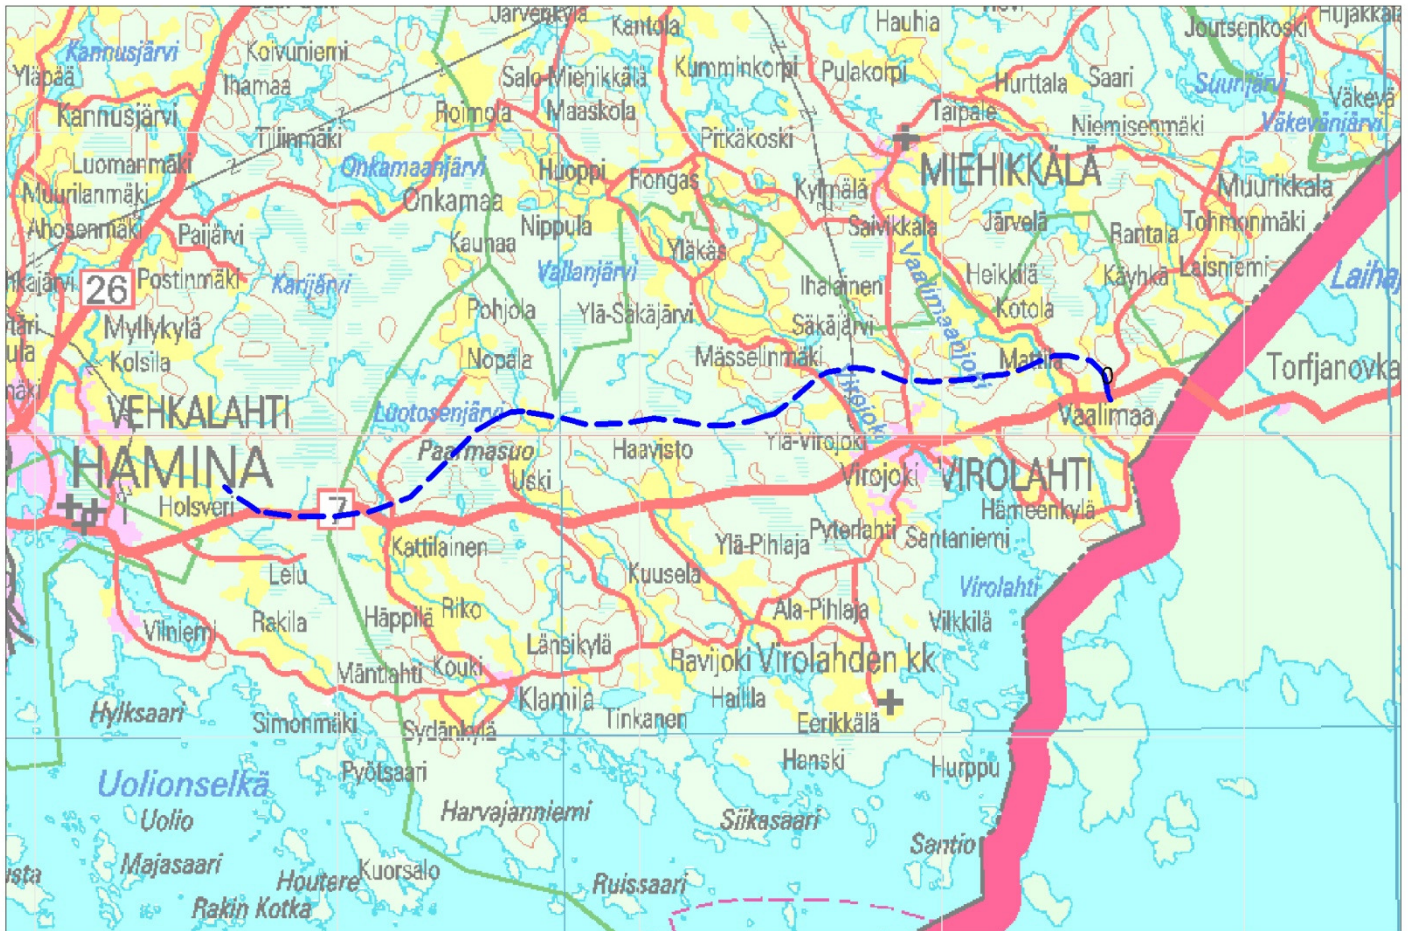 Järvenkylä
Kantola
Hauhia
Joutsenkoski
Hujakkala
Kannusjärvi
Koivuniemi
Yläpää
Ihamaa
Salo-Miehikkälä
Kumminkorpi
Pulakorpi
Hurttala
Saari
Suurijärvi
Väkevä
Kannusjärvi
Roimola
Maaskola
Taipale
Niemisenmäki
Väkevänjärvi
Tilinmäki
Pitkäkoski
Luomanmäki
Onkamaanjärvi
Huoppi
Rongas
Kylmälä
MIEHIKKÄLÄ
Muurikkala
Muurilanmäki
Onkamaa
Nippula
Saivikkala
Järvelä
Tohmonmäki
Ahosenmäki
Paijärvi
Kaunaa
Yläkäs
Rantala
Vaalimaanjoki
26
Postinmäki
Karijärvi
Vallanjärvi
Ihalainen
Heikkilä
Käyhkä
Laisniemi
Pohjola
Ylä-Säkäjärvi
Kotola
Myllykylä
Säkäjärvi
Kolsila
Nopala
Mässelinmäki
Mattila
Torfjanovka
0
VEHKALAHTI
Luotosenjärvi
Vaalimaa
HAMINA
Paarmasuo
Haavisto
Ylä-Virojoki
Uski
Virojoki
VIROLAHTI
Holsveri
7
Hämeenkylä
Kattilainen
Ylä-Pihlaja
Pyterlahti
Santaniemi
Lelu
Kuusela
Virolahti
Rakila
Häppilä
Riko
Ala-Pihlaja
Vilkkilä
Vilniemi
Länsikylä
Mäntlahti
Kouki
Ravijoki
Virolahden kk
Hylksaari
Klamila
Hailila
Simonmäki
Sydänkylä
Tinkanen
Eerikkälä
Pyötsaari
Hanski
Hurppu
Uolionselkä
Uolio
Harvajanniemi
Siikasaari
Majasaari
Santio
Houtere
Kuorsalo
Ruissaari
Rakin Kotka